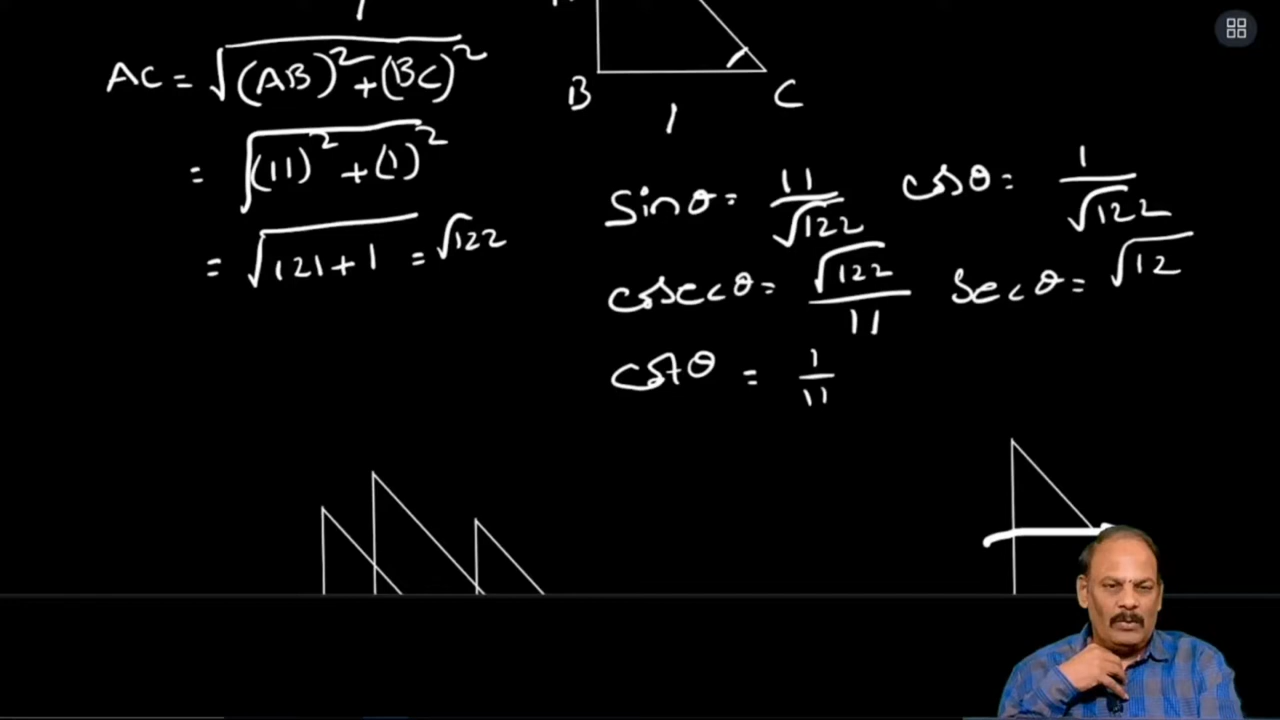 AC = √(AB)² + (BC)²
= √(11)² + (1)²
= √121 + 1 = √122
B
C
1
Sinθ = 11/√122 cosθ = 1/√122
cosecθ = √122/11 secθ = √12
cotθ = 1/11